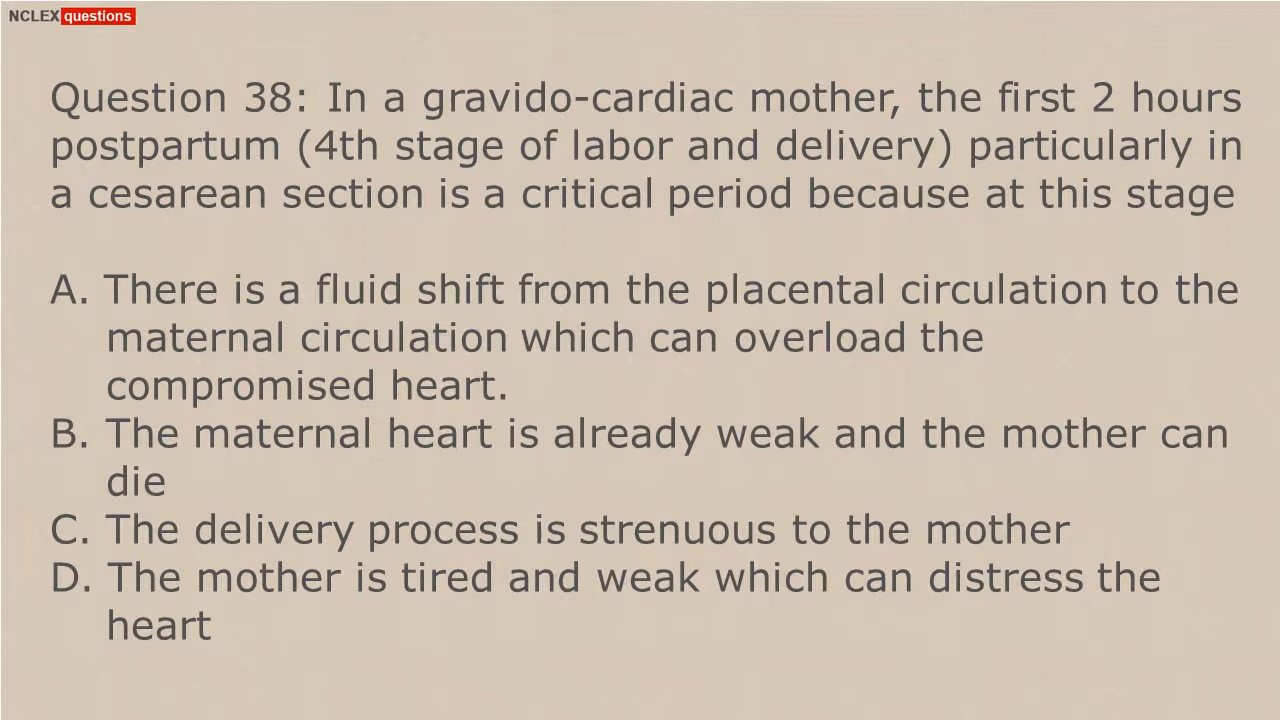 NCLEX questions
Question 38: In a gravido-cardiac mother, the first 2 hours
postpartum (4th stage of labor and delivery) particularly in
a cesarean section is a critical period because at this stage
A. There is a fluid shift from the placental circulation to the
maternal circulation which can overload the
compromised heart.
B. The maternal heart is already weak and the mother can
die
C. The delivery process is strenuous to the mother
D. The mother is tired and weak which can distress the
heart